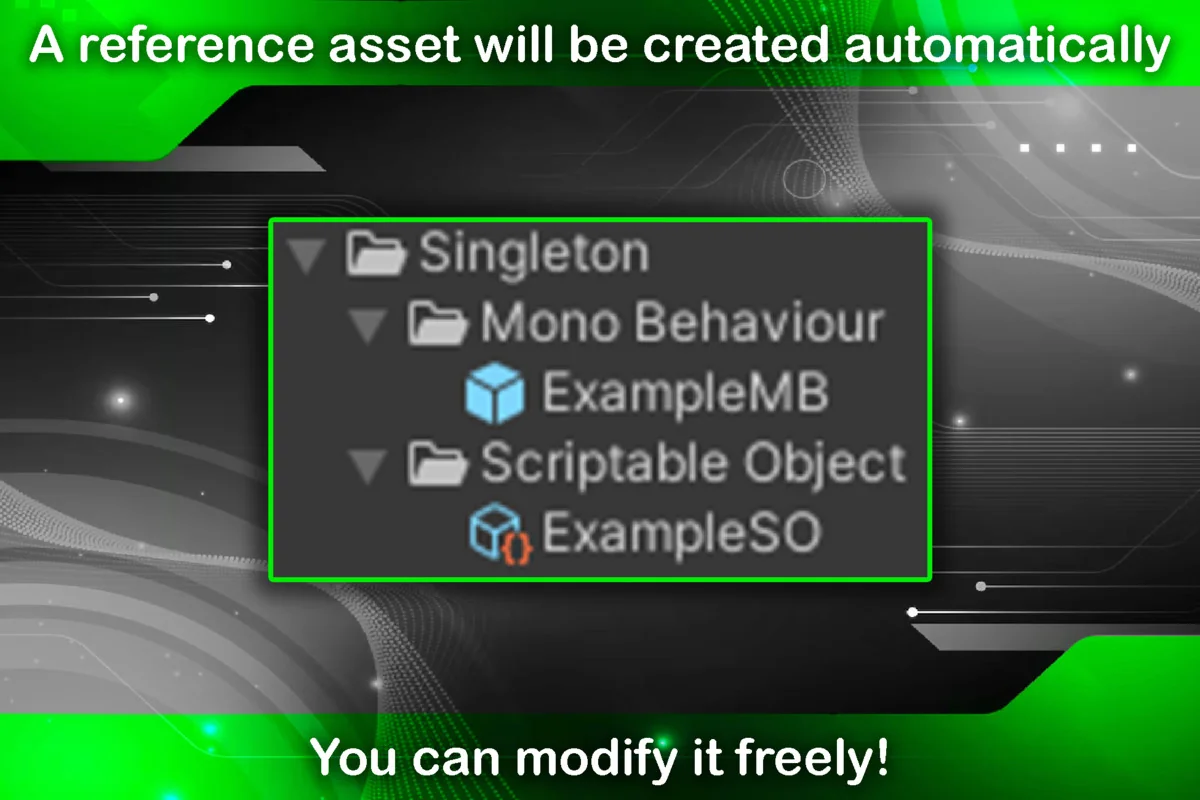 A reference asset will be created automatically
Singleton
Mono Behaviour
ExampleMB
Scriptable Object
ExampleSO
You can modify it freely!